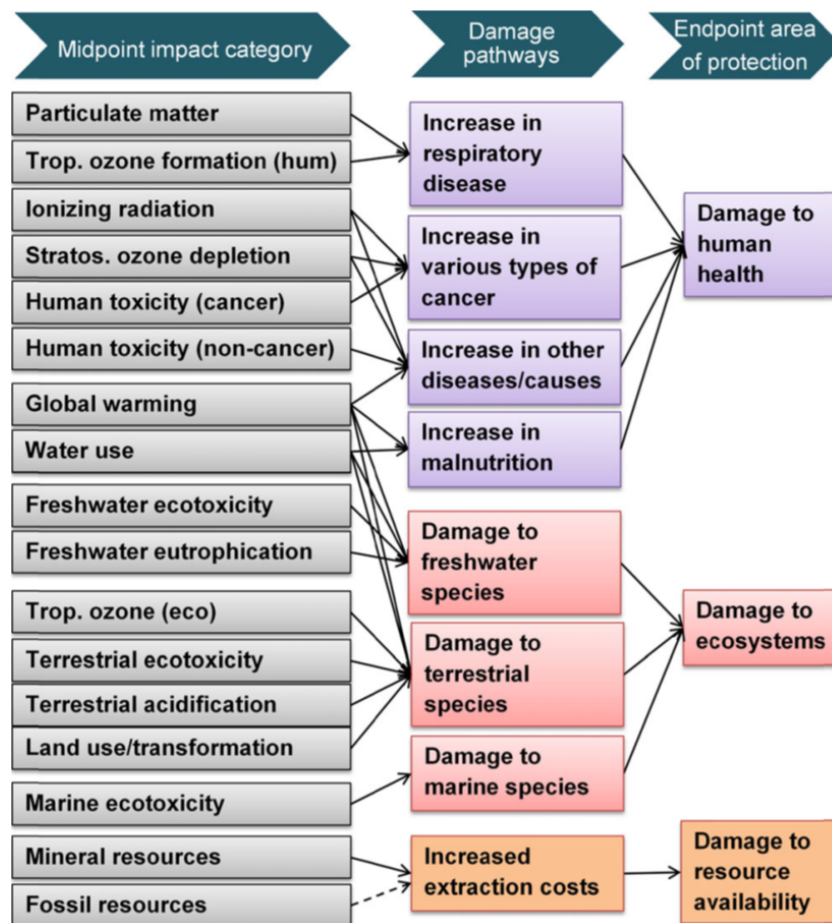 Midpoint impact category
Damage
pathways
Endpoint area
of protection
Particulate matter
Trop. ozone formation (hum)
Ionizing radiation
Stratos. ozone depletion
Human toxicity (cancer)
Human toxicity (non-cancer)
Global warming
Water use
Freshwater ecotoxicity
Freshwater eutrophication
Trop. ozone (eco)
Terrestrial ecotoxicity
Terrestrial acidification
Land use/transformation
Marine ecotoxicity
Mineral resources
Fossil resources
Increase in
respiratory
disease
Increase in
various types of
cancer
Increase in other
diseases/causes
Increase in
malnutrition
Damage to
freshwater
species
Damage to
terrestrial
species
Damage to
marine species
Increased
extraction costs
Damage to
human
health
Damage to
ecosystems
Damage to
resource
availability